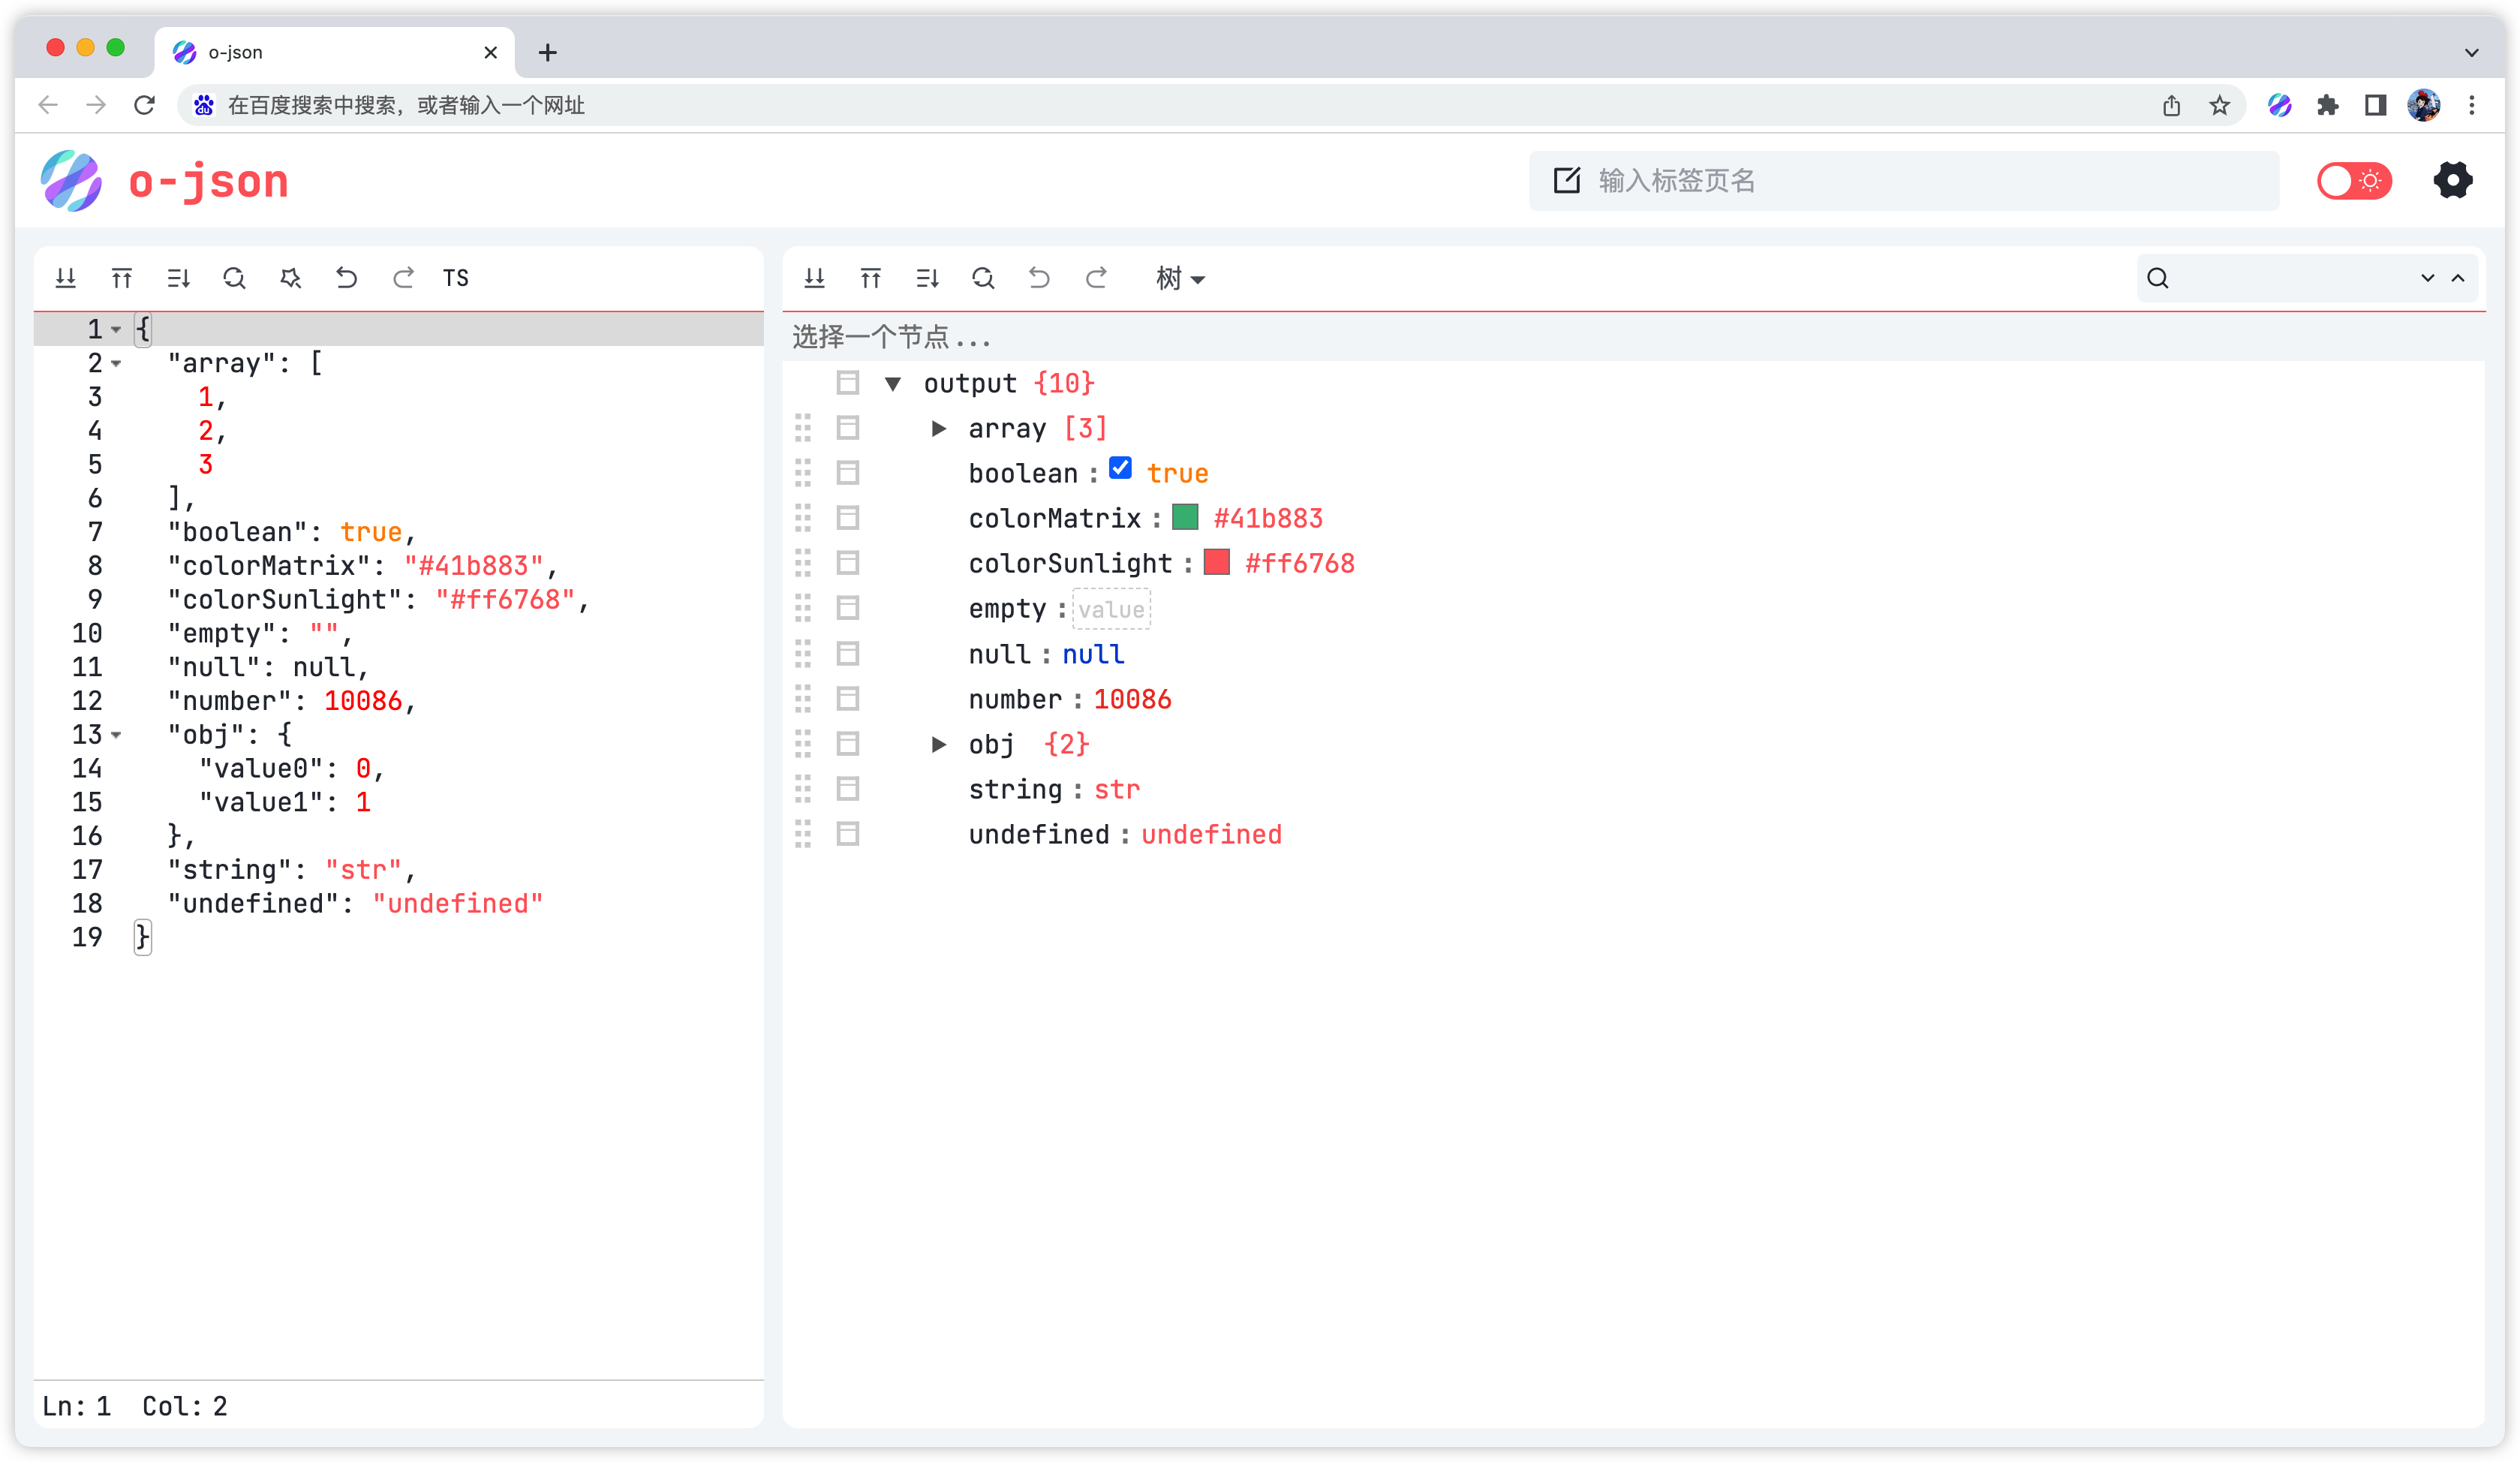 o-json
在百度搜索中搜索，或者输入一个网址
o-json
输入标签页名
TS
1 {
2 "array": [
3 1,
4 2,
5 3
6 ],
7 "boolean": true,
8 "colorMatrix": "#41b883",
9 "colorSunlight": "#ff6768",
10 "empty": "",
11 "null": null,
12 "number": 10086,
13 "obj": {
14 "value0": 0,
15 "value1": 1
16 },
17 "string": "str",
18 "undefined": "undefined"
19 }
Ln: 1 Col: 2
树
选择一个节点...
output {10}
array [3]
boolean : true
colorMatrix : #41b883
colorSunlight : #ff6768
empty : value
null : null
number : 10086
obj {2}
string : str
undefined : undefined